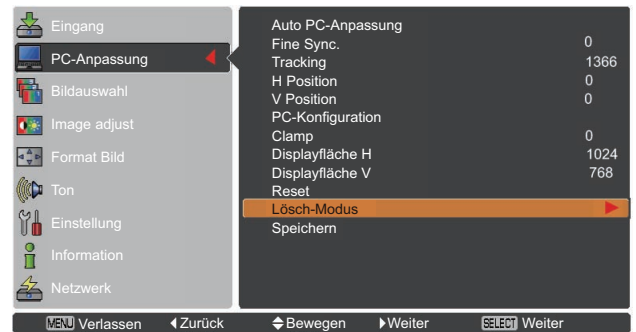 Eingang
PC-Anpassung
Bildauswahl
Image adjust
Format Bild
Ton
Einstellung
Information
Netzwerk
Auto PC-Anpassung
Fine Sync. 0
Tracking 1366
H Position 0
V Position 0
PC-Konfiguration
Clamp 0
Displayfläche H 1024
Displayfläche V 768
Reset
Lösch-Modus
Speichern
MENU Verlassen Zurück Bewegen Weiter SELECT Weiter